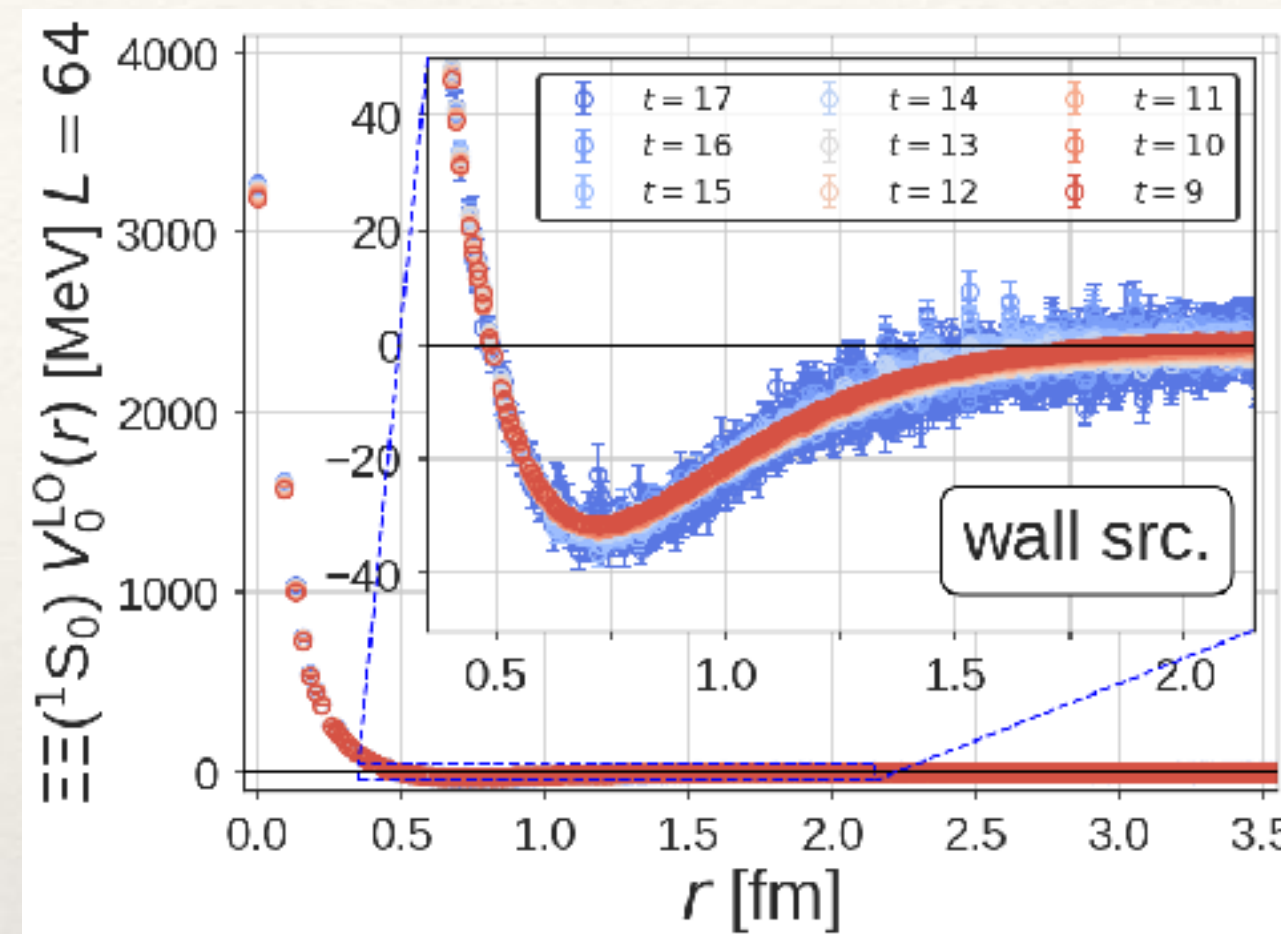 ΞΞ(¹S₀) V₀ᴸᴼ(r) [MeV] L = 64
4000
3000
2000
1000
0
40
20
0
−20
−40
t = 17
t = 16
t = 15
t = 14
t = 13
t = 12
t = 11
t = 10
t = 9
wall src.
0.5 1.0 1.5 2.0
0.0 0.5 1.0 1.5 2.0 2.5 3.0 3.5
r [fm]